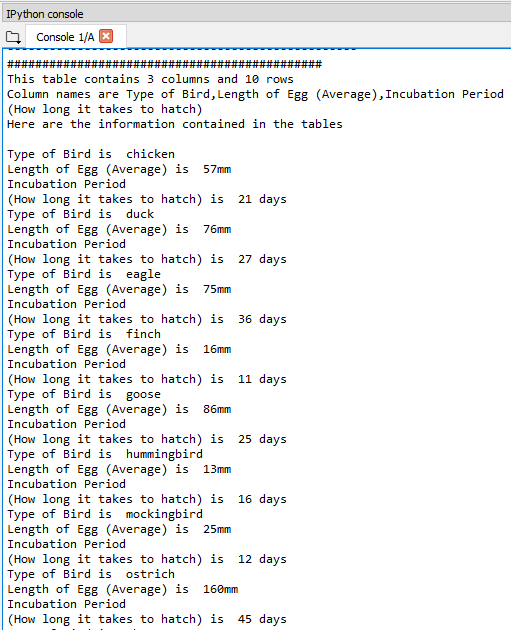 IPython console
Console 1/A
#############################################
This table contains 3 columns and 10 rows
Column names are Type of Bird,Length of Egg (Average),Incubation Period
(How long it takes to hatch)
Here are the information contained in the tables
Type of Bird is  chicken
Length of Egg (Average) is  57mm
Incubation Period
(How long it takes to hatch) is  21 days
Type of Bird is  duck
Length of Egg (Average) is  76mm
Incubation Period
(How long it takes to hatch) is  27 days
Type of Bird is  eagle
Length of Egg (Average) is  75mm
Incubation Period
(How long it takes to hatch) is  36 days
Type of Bird is  finch
Length of Egg (Average) is  16mm
Incubation Period
(How long it takes to hatch) is  11 days
Type of Bird is  goose
Length of Egg (Average) is  86mm
Incubation Period
(How long it takes to hatch) is  25 days
Type of Bird is  hummingbird
Length of Egg (Average) is  13mm
Incubation Period
(How long it takes to hatch) is  16 days
Type of Bird is  mockingbird
Length of Egg (Average) is  25mm
Incubation Period
(How long it takes to hatch) is  12 days
Type of Bird is  ostrich
Length of Egg (Average) is  160mm
Incubation Period
(How long it takes to hatch) is  45 days